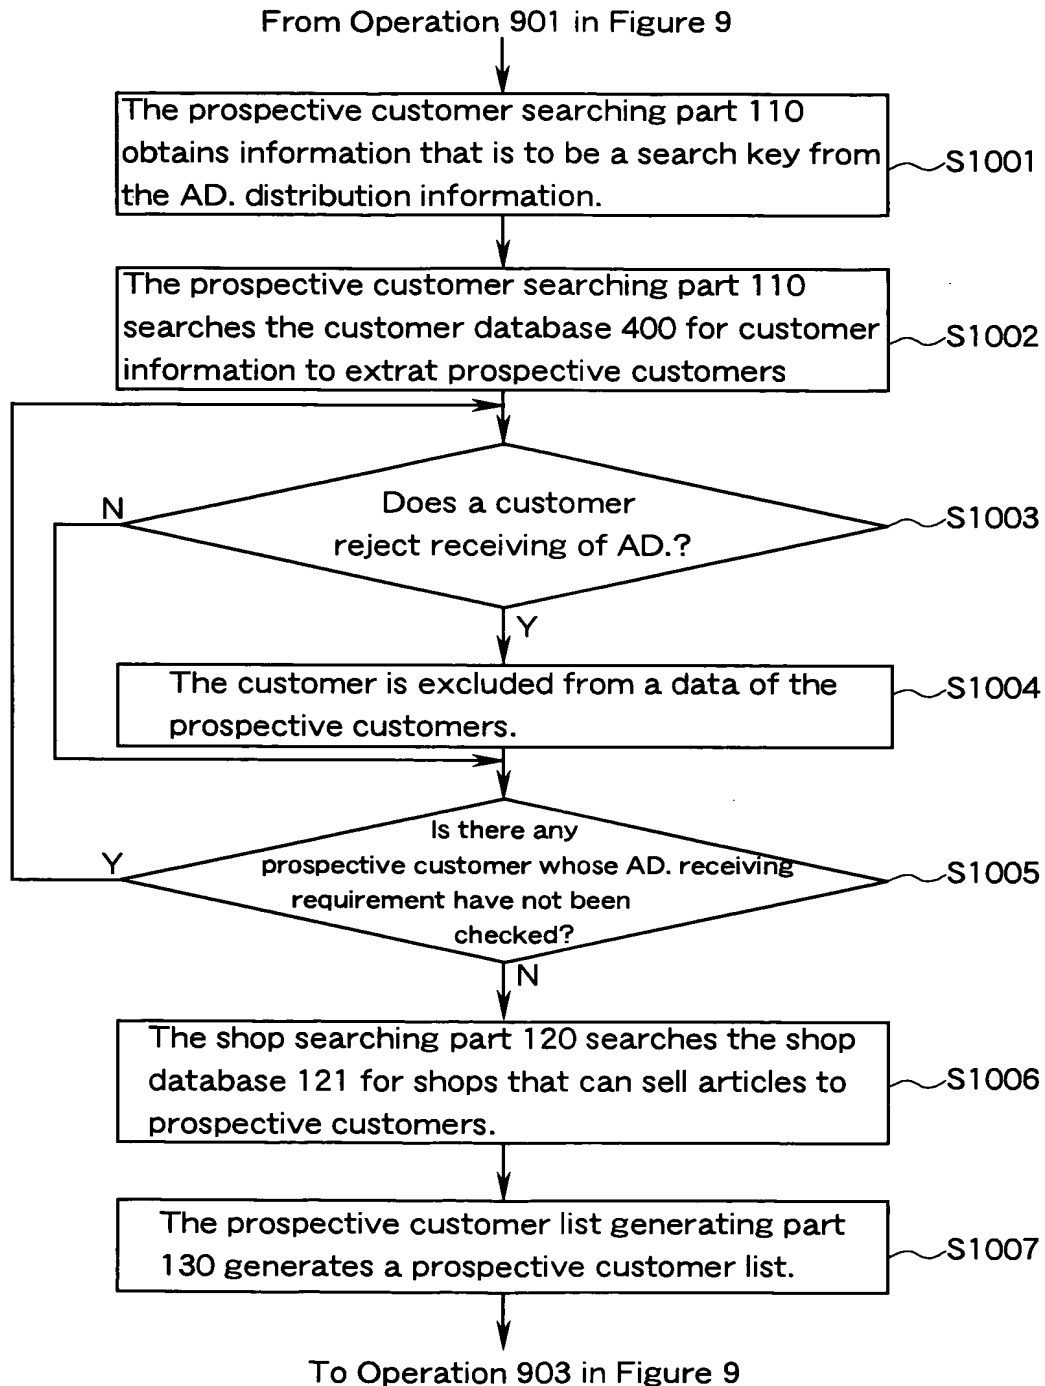 From Operation 901 in Figure 9
The prospective customer searching part 110
obtains information that is to be a search key from
the AD. distribution information.
S1001
The prospective customer searching part 110
searches the customer database 400 for customer
information to extrat prospective customers
S1002
Does a customer
reject receiving of AD.?
N
S1003
Y
The customer is excluded from a data of the
prospective customers.
S1004
Is there any
prospective customer whose AD. receiving
requirement have not been
checked?
Y
S1005
N
The shop searching part 120 searches the shop
database 121 for shops that can sell articles to
prospective customers.
S1006
The prospective customer list generating part
130 generates a prospective customer list.
S1007
To Operation 903 in Figure 9